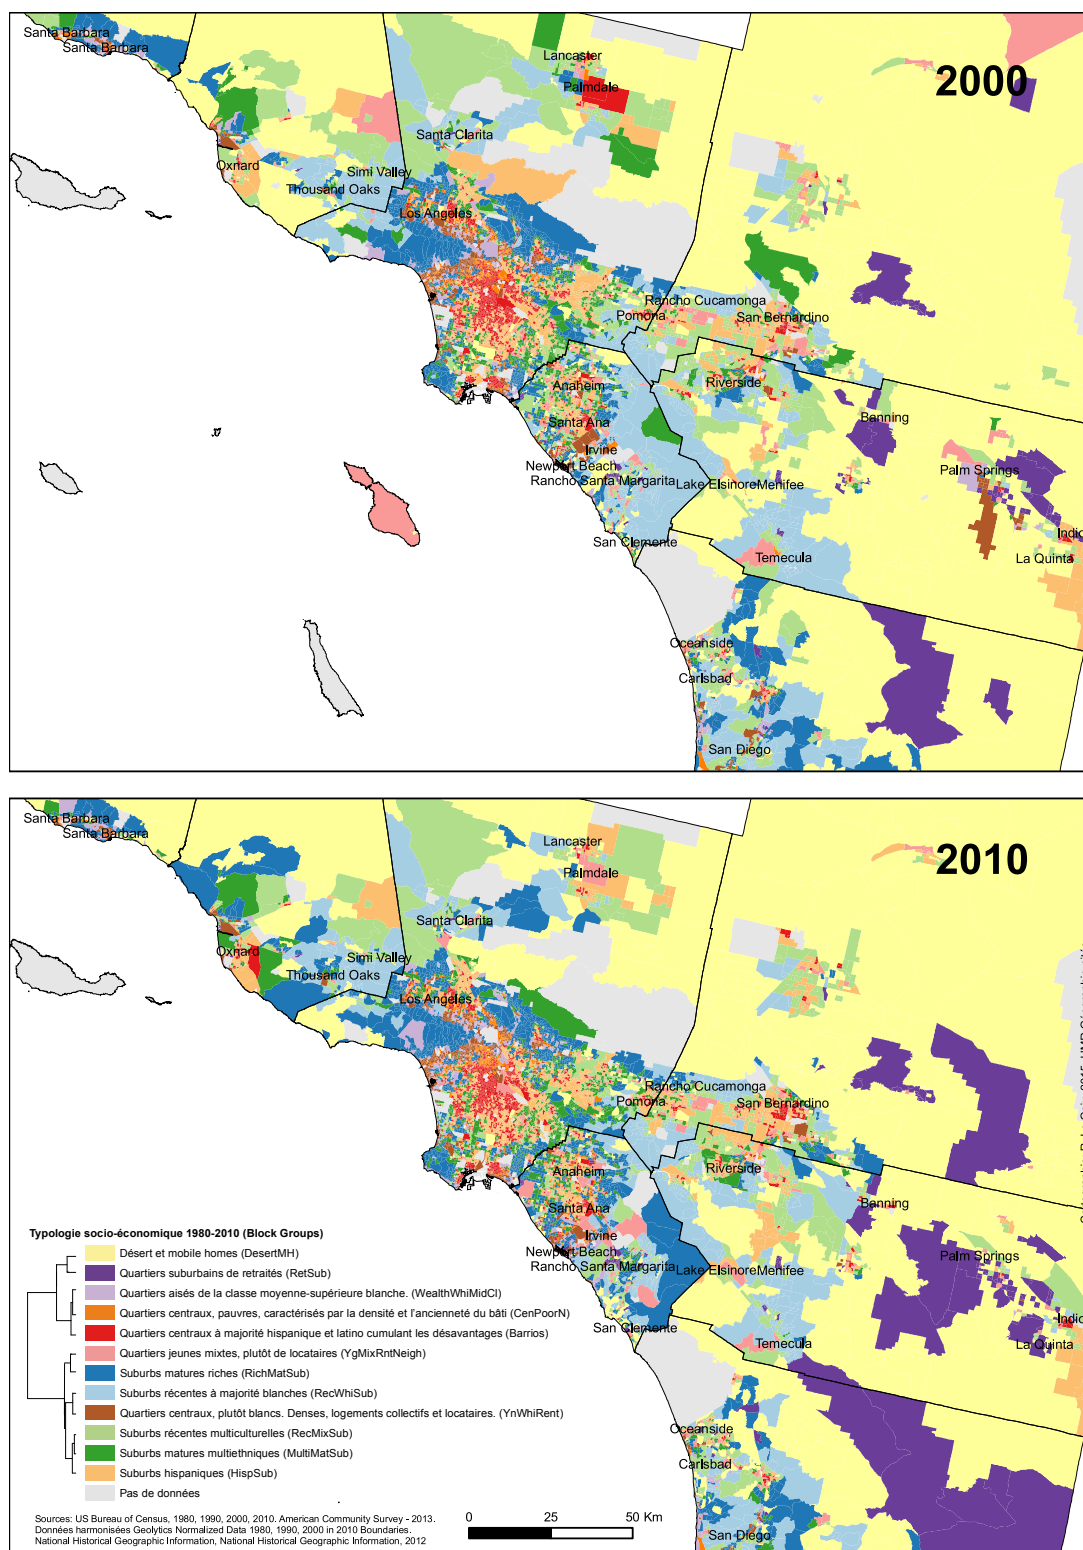 Santa Barbara
Santa Barbara
Lancaster
Palmdale
2000
Santa Clarita
Oxnard
Simi Valley
Thousand Oaks
Los Angeles
Rancho Cucamonga
Pomona
San Bernardino
Anaheim
Riverside
Santa Ana
Banning
Irvine
Newport Beach
Palm Springs
Rancho Santa Margarita
Lake Elsinore
Menifee
Indio
San Clemente
Temecula
La Quinta
Oceanside
Carlsbad
San Diego
Santa Barbara
Santa Barbara
Lancaster
Palmdale
2010
Santa Clarita
Oxnard
Simi Valley
Thousand Oaks
Los Angeles
Rancho Cucamonga
Pomona
San Bernardino
Anaheim
Riverside
Santa Ana
Banning
Irvine
Newport Beach
Palm Springs
Rancho Santa Margarita
Lake Elsinore
Menifee
Indio
San Clemente
Temecula
La Quinta
Oceanside
Carlsbad
San Diego
Typologie socio-économique 1980-2010 (Block Groups)
Désert et mobile homes (DesertMH)
Quartiers suburbains de retraités (RetSub)
Quartiers aisés de la classe moyenne-supérieure blanche. (WealthWhiMidCl)
Quartiers centraux, pauvres, caractérisés par la densité et l'ancienneté du bâti (CenPoorN)
Quartiers centraux à majorité hispanique et latino cumulant les désavantages (Barrios)
Quartiers jeunes mixtes, plutôt de locataires (YgMixRntNeigh)
Suburbs matures riches (RichMatSub)
Suburbs récentes à majorité blanches (RecWhiSub)
Quartiers centraux, plutôt blancs. Denses, logements collectifs et locataires. (YnWhiRent)
Suburbs récentes multiculturelles (RecMixSub)
Suburbs matures multiethniques (MultiMatSub)
Suburbs hispaniques (HispSub)
Pas de données
Sources: US Bureau of Census, 1980, 1990, 2000, 2010. American Community Survey - 2013.
Données harmonisées Geolytics Normalized Data 1980, 1990, 2000 in 2010 Boundaries.
National Historical Geographic Information, National Historical Geographic Information, 2012
0 25 50 Km